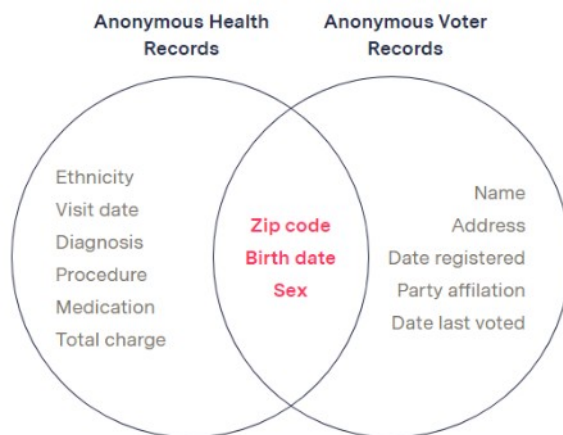 Anonymous Health
Records
Anonymous Voter
Records
Ethnicity
Visit date
Diagnosis
Procedure
Medication
Total charge
Zip code
Birth date
Sex
Name
Address
Date registered
Party affilation
Date last voted